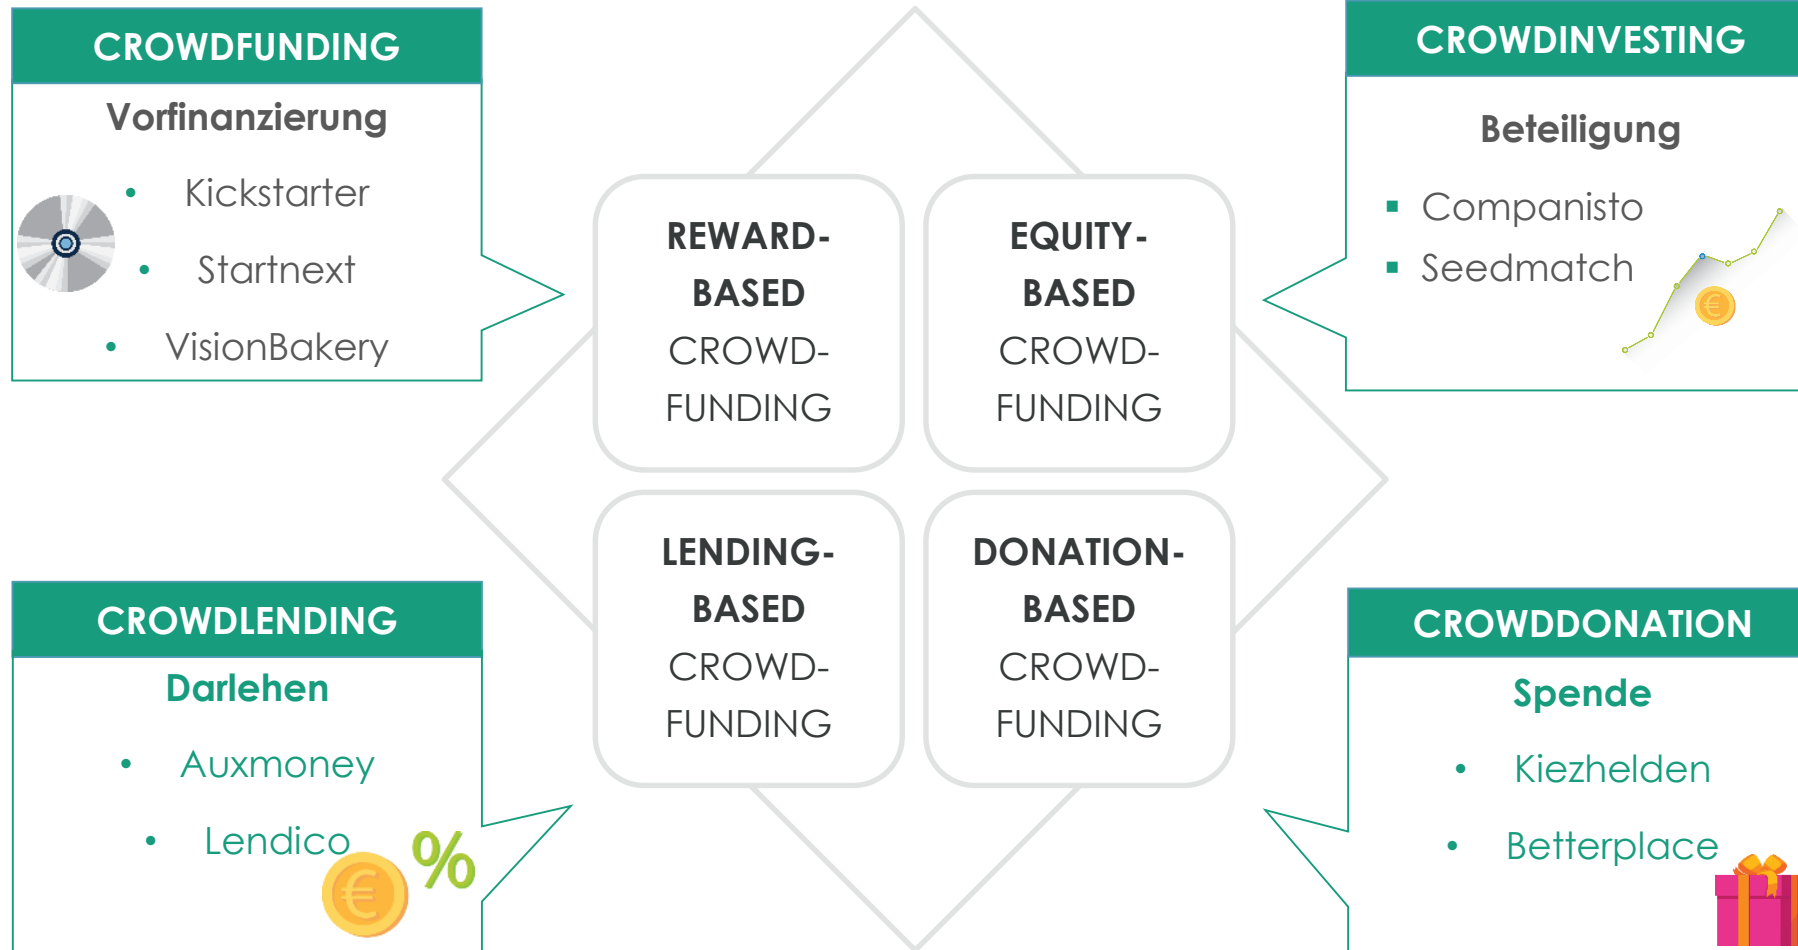 CROWDFUNDING
Vorfinanzierung
• Kickstarter
• Startnext
• VisionBakery
CROWDINVESTING
Beteiligung
▪ Companisto
▪ Seedmatch
€
REWARD-
BASED
CROWD-
FUNDING
EQUITY-
BASED
CROWD-
FUNDING
LENDING-
BASED
CROWD-
FUNDING
DONATION-
BASED
CROWD-
FUNDING
CROWDLENDING
Darlehen
• Auxmoney
• Lendico
€ %
CROWDDONATION
Spende
• Kiezhelden
• Betterplace